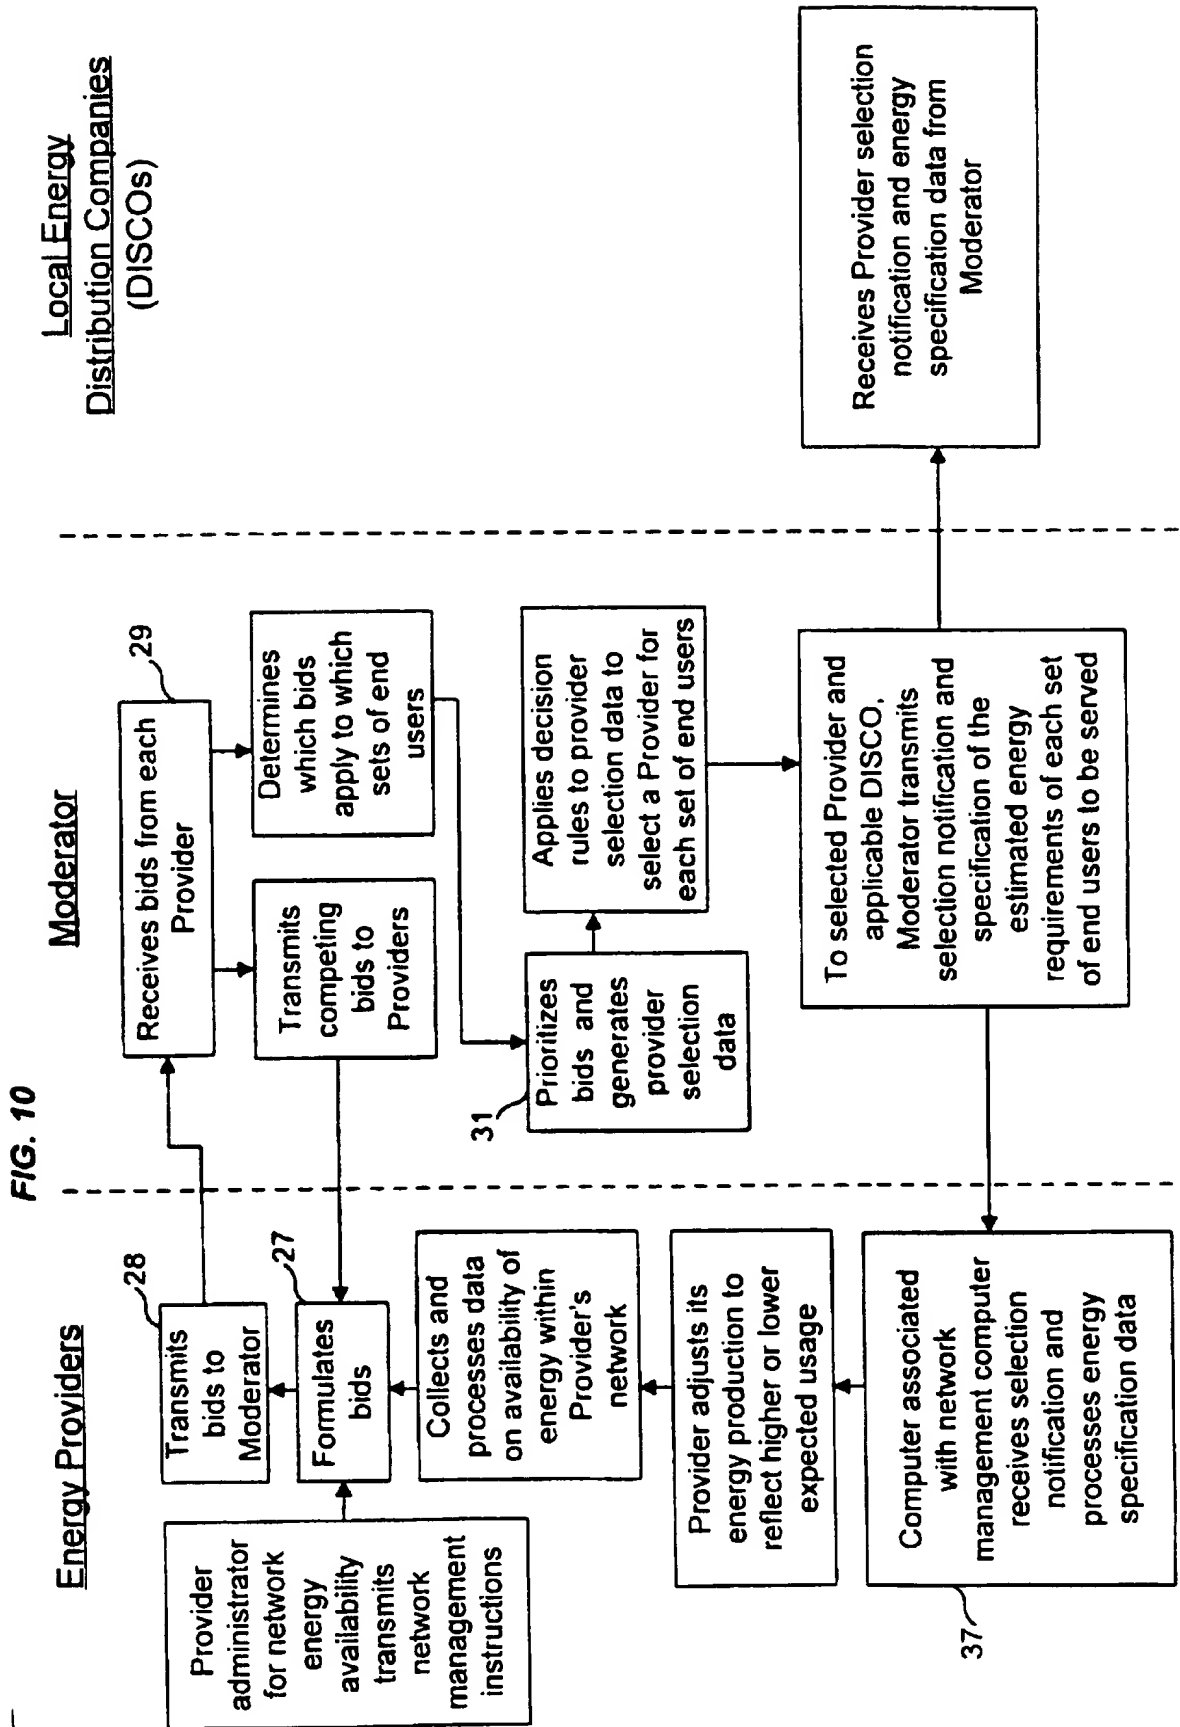 FIG. 10
Energy Providers
Moderator
Local Energy
Distribution Companies
(DISCOs)
Provider
administrator
for network
energy
availability
transmits
network
management
instructions
28
Transmits
bids to
Moderator
27
Formulates
bids
Collects and
processes data
on availability of
energy within
Provider's
network
Provider adjusts its
energy production to
reflect higher or lower
expected usage
37
Computer associated
with network
management computer
receives selection
notification and
processes energy
specification data
29
Receives bids from each
Provider
Transmits
competing
bids to
Providers
Determines
which bids
apply to which
sets of end
users
31
Prioritizes
bids and
generates
provider
selection
data
Applies decision
rules to provider
selection data to
select a Provider for
each set of end users
To selected Provider and
applicable DISCO,
Moderator transmits
selection notification and
specification of the
estimated energy
requirements of each set
of end users to be served
Receives Provider selection
notification and energy
specification data from
Moderator